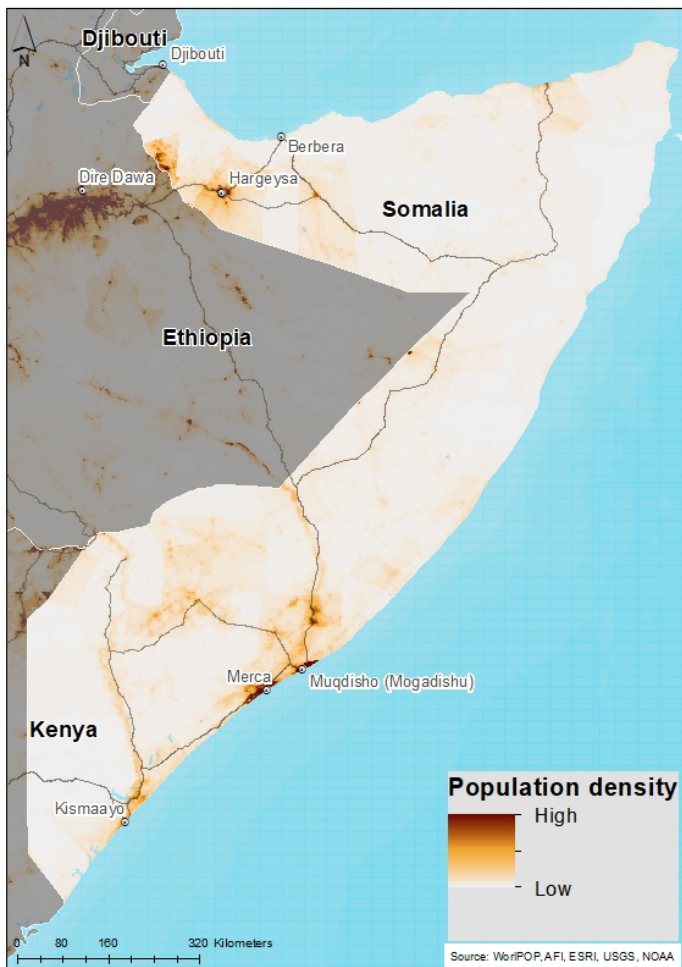 Djibouti
N
Djibouti
Berbera
Dire Dawa
Hargeysa
Somalia
Ethiopia
Merca
Muqdisho (Mogadishu)
Kenya
Kismaayo
Population density
High
Low
0 80 160 320 Kilometers
Source: WorlPOP,AFI, ESRI, USGS, NOAA